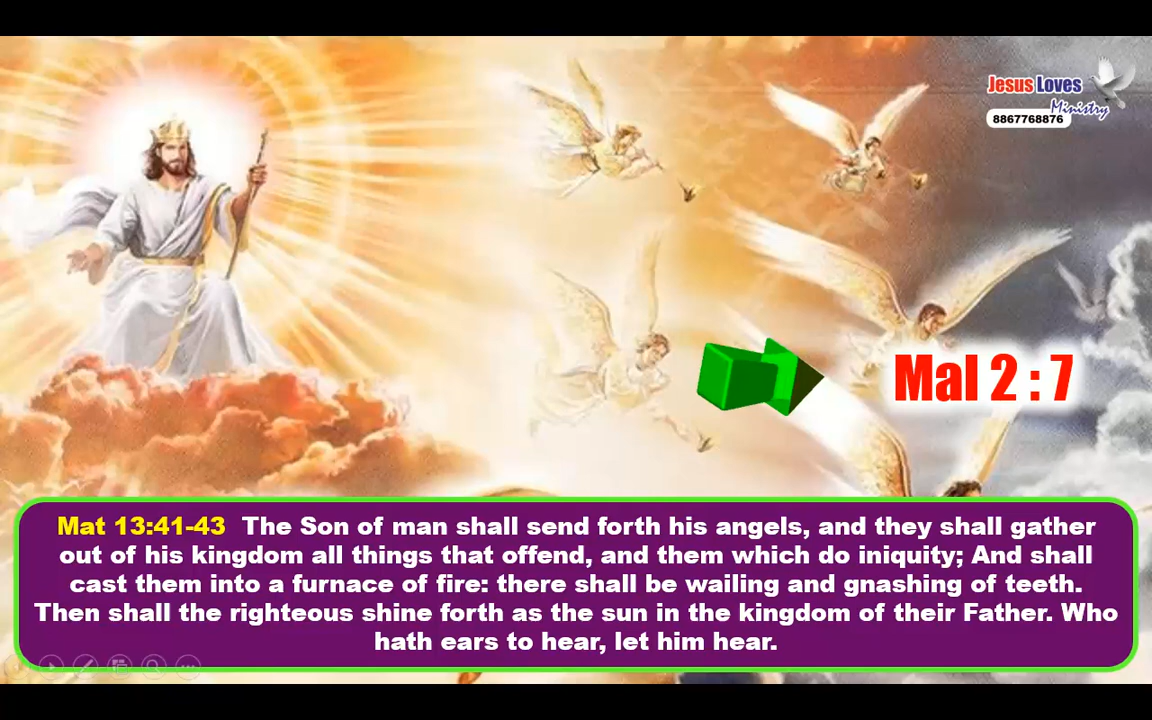 Jesus Loves
Ministry
8867768876
Mal 2 : 7
Mat 13:41-43 The Son of man shall send forth his angels, and they shall gather
out of his kingdom all things that offend, and them which do iniquity; And shall
cast them into a furnace of fire: there shall be wailing and gnashing of teeth.
Then shall the righteous shine forth as the sun in the kingdom of their Father. Who
hath ears to hear, let him hear.